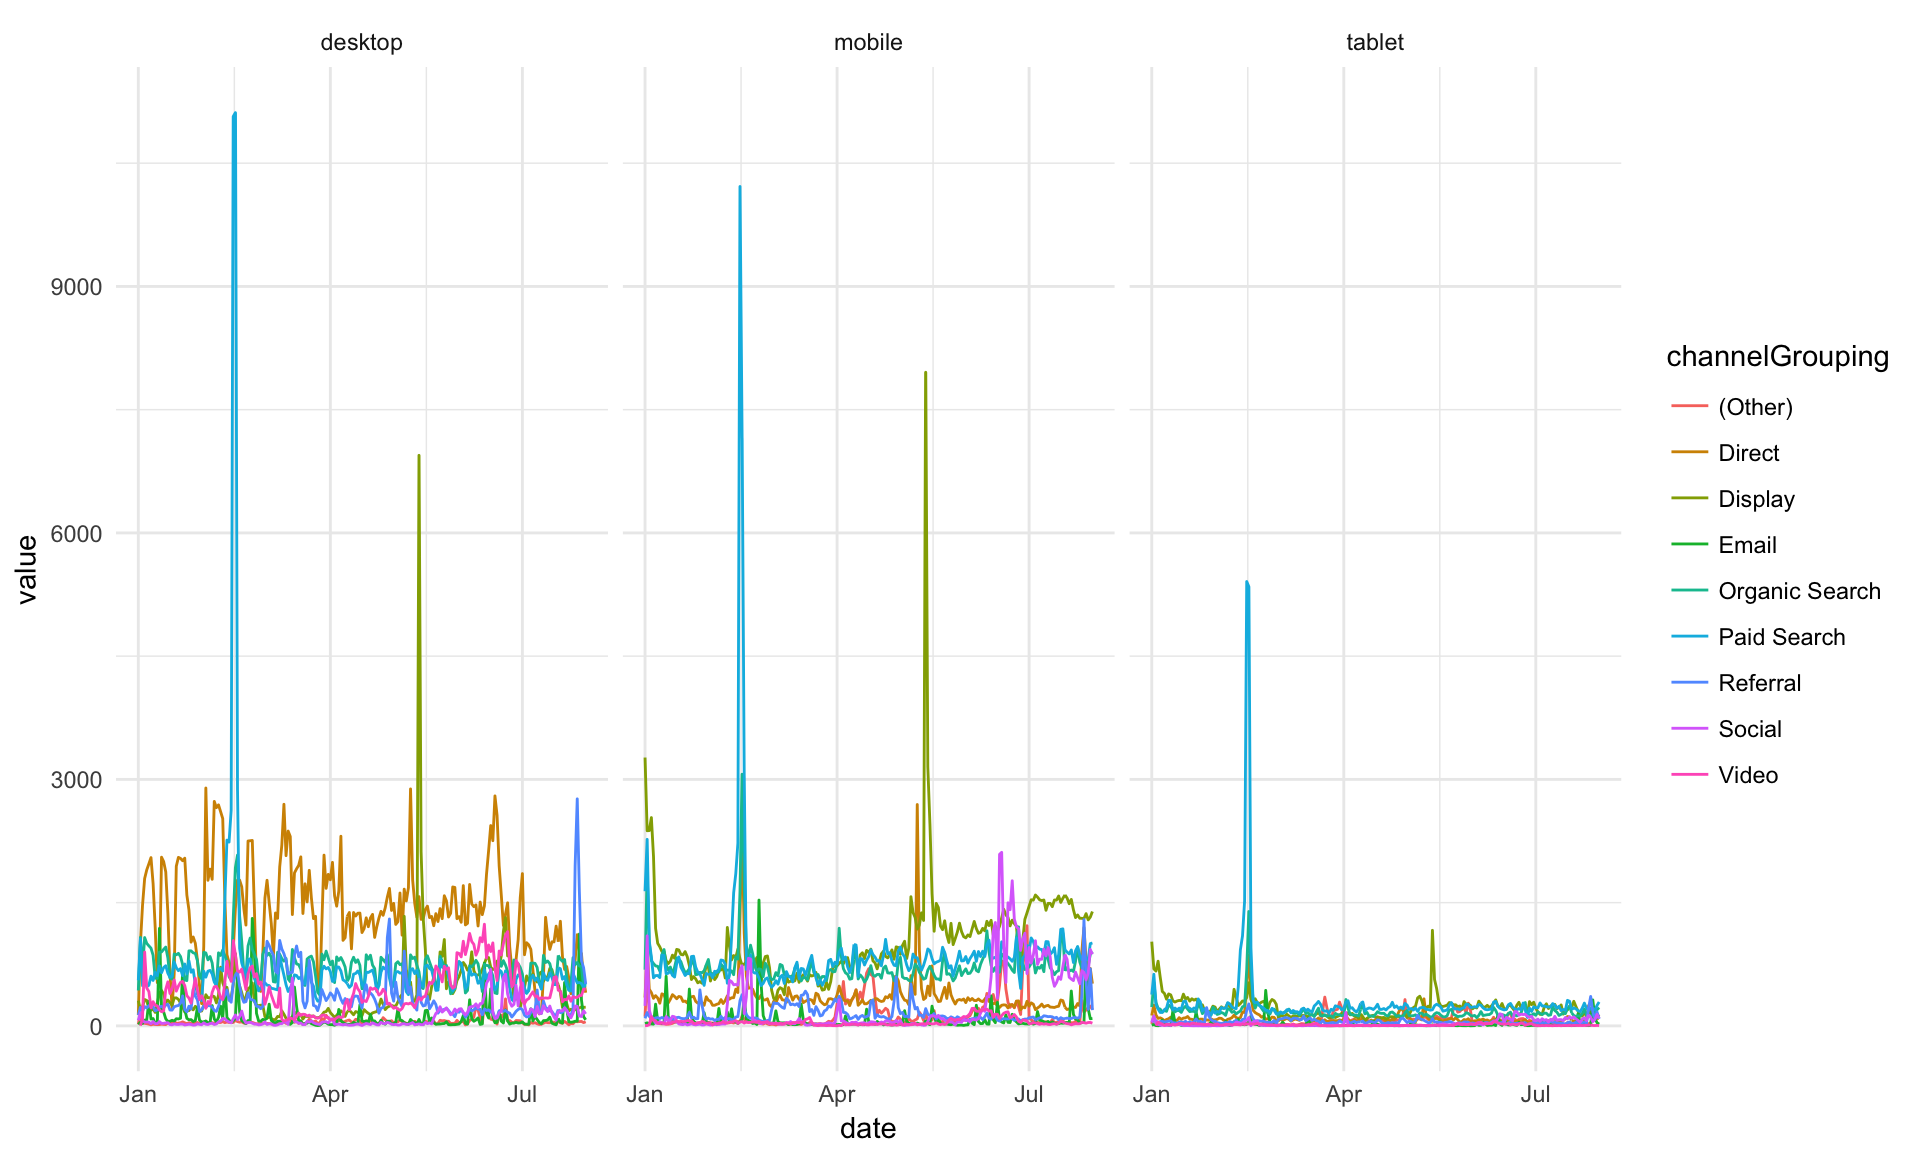 desktop
mobile
tablet
value
9000
6000
3000
0
Jan
Apr
Jul
Jan
Apr
Jul
Jan
Apr
Jul
date
channelGrouping
(Other)
Direct
Display
Email
Organic Search
Paid Search
Referral
Social
Video